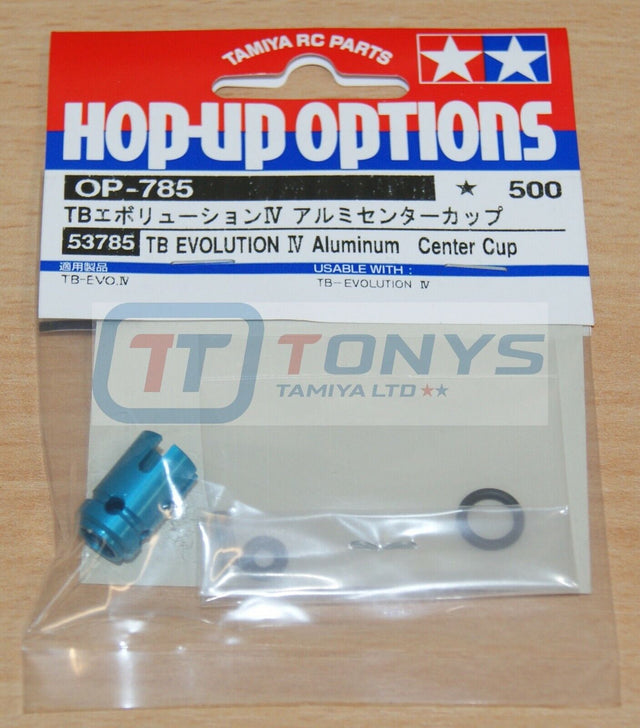 TAMIYA RC PARTS
HOP-UP OPTIONS
OP-785 ★ 500
TBエボリューションⅣ アルミセンターカップ
53785 TB EVOLUTION Ⅳ Aluminum Center Cup
適用製品 USABLE WITH :
TB-EVO.Ⅳ TB-EVOLUTION Ⅳ
TT TONYS
TAMIYA LTD ★★